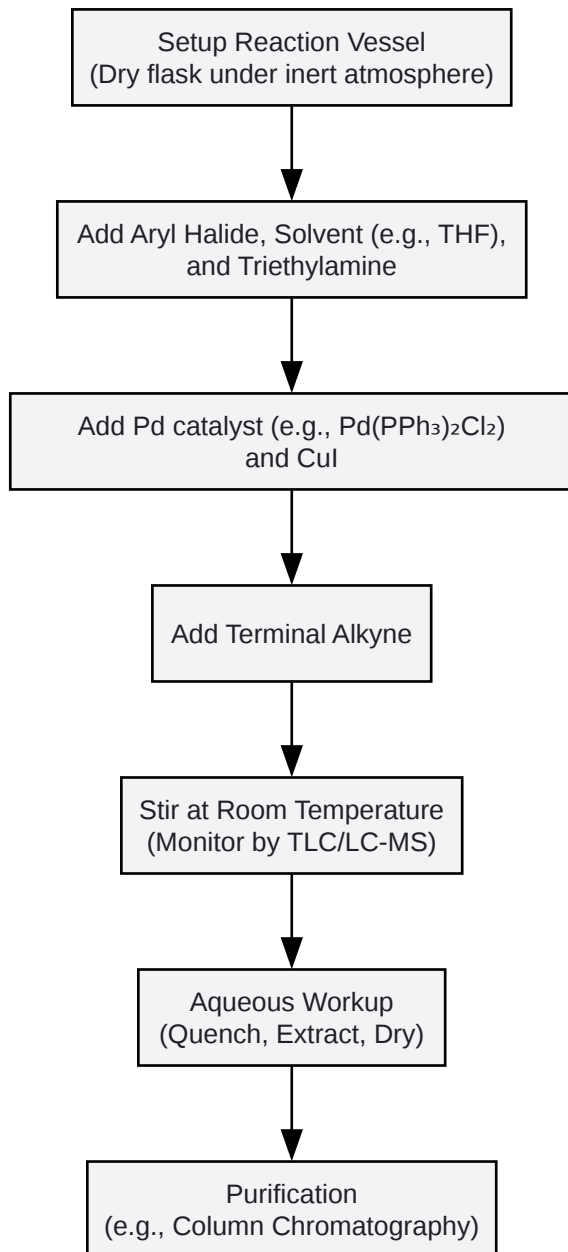 Setup Reaction Vessel
(Dry flask under inert atmosphere)
Add Aryl Halide, Solvent (e.g., THF),
and Triethylamine
Add Pd catalyst (e.g., Pd(PPh₃)₂Cl₂)
and CuI
Add Terminal Alkyne
Stir at Room Temperature
(Monitor by TLC/LC-MS)
Aqueous Workup
(Quench, Extract, Dry)
Purification
(e.g., Column Chromatography)